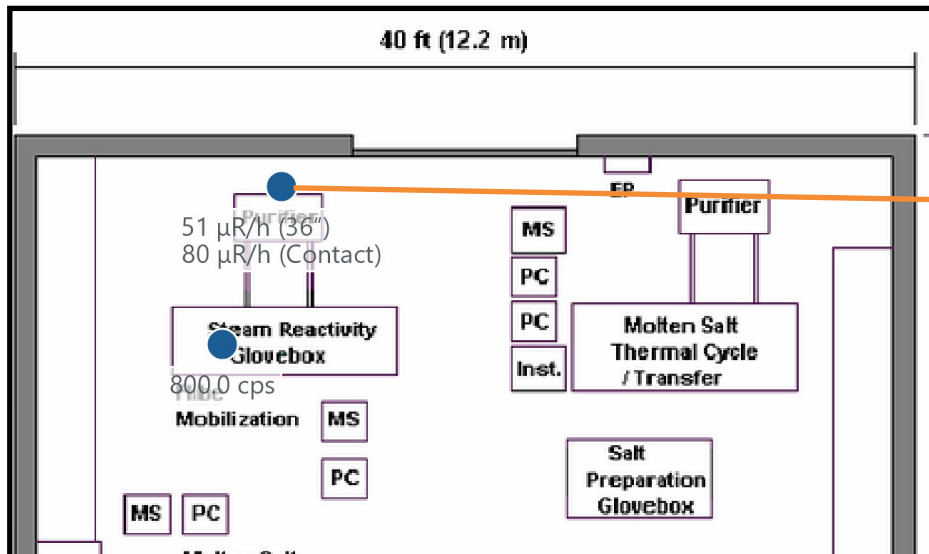 40 ft (12.2 m)
EP
Purifier
Purifier
51 µR/h (36")
80 µR/h (Contact)
MS
PC
PC
Inst.
Steam Reactivity
Glovebox
Molten Salt
Thermal Cycle
/ Transfer
800.0 cps
Mobilization
MS
PC
Salt
Preparation
Glovebox
MS
PC